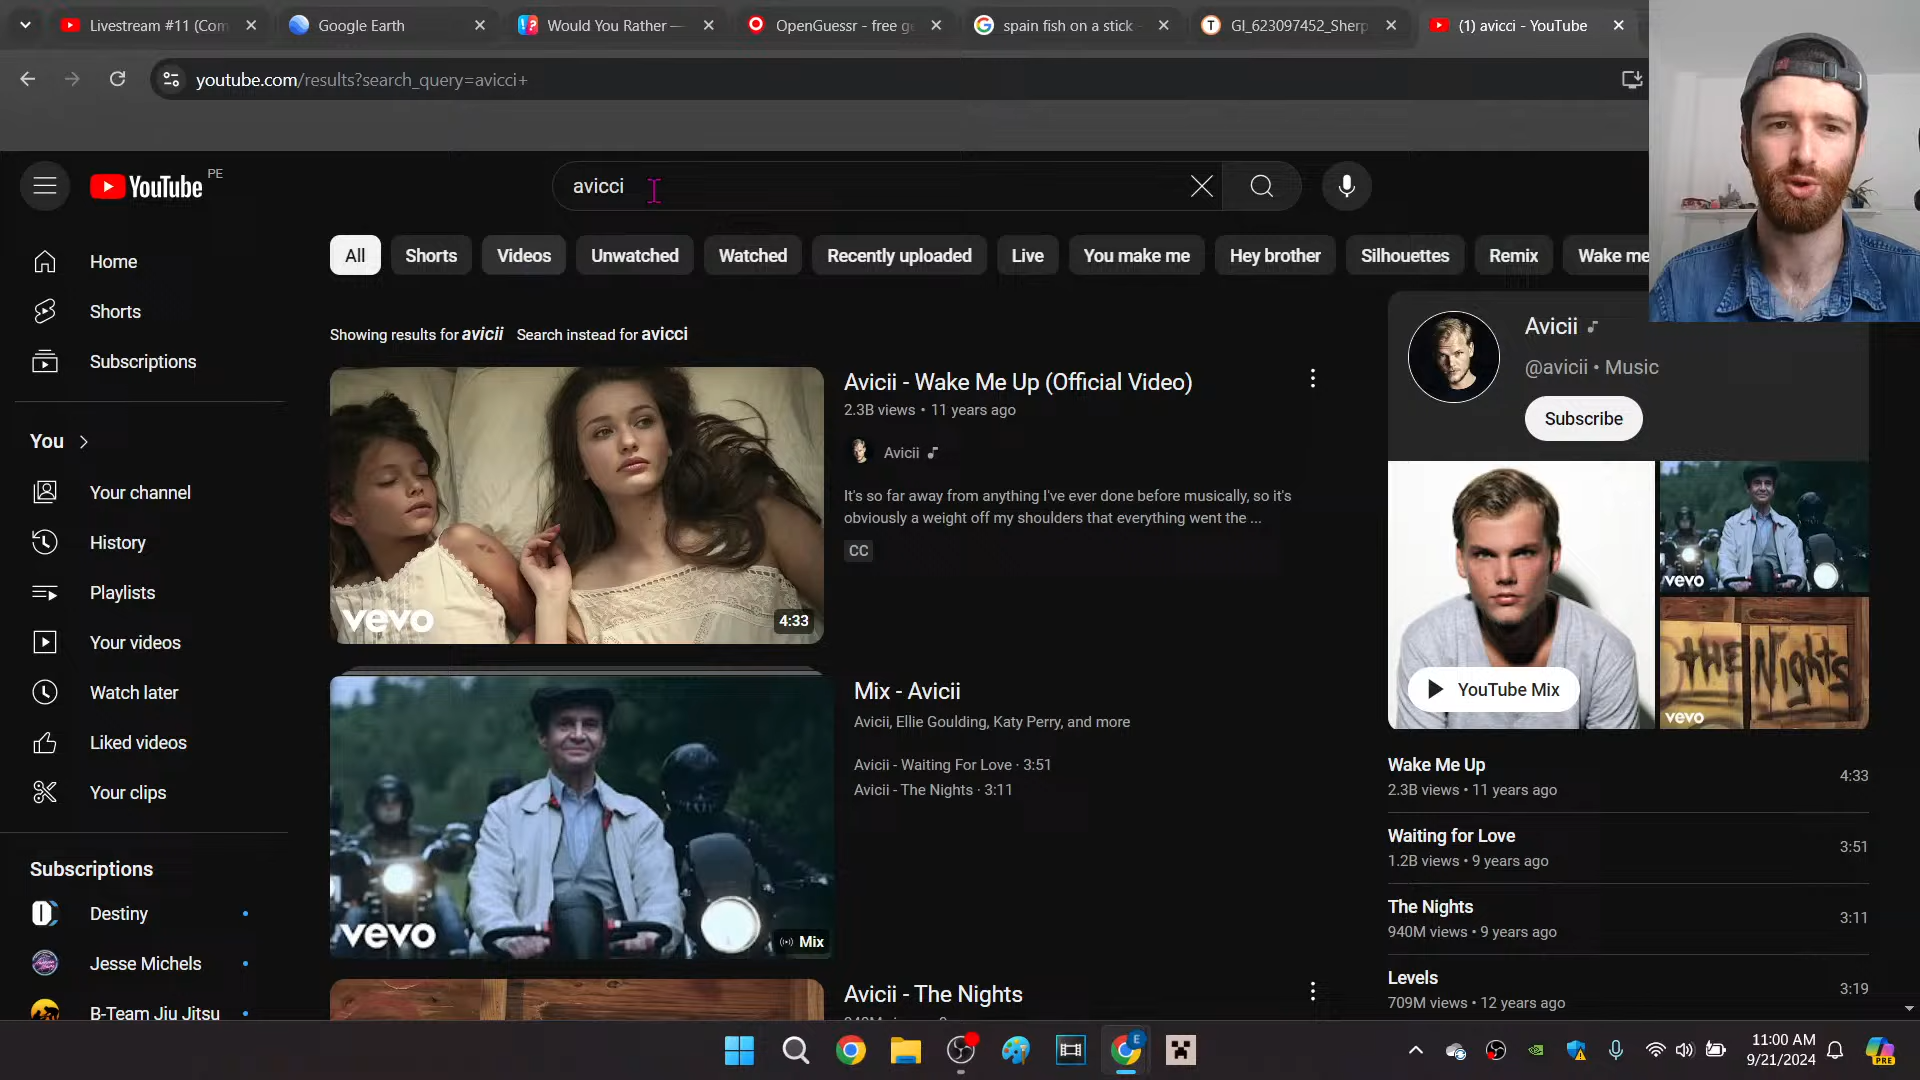 Livestream #11 (Com
Google Earth
Would You Rather —
OpenGuessr - free ge
spain fish on a stick -
GI_623097452_Sherp
(1) avicci - YouTube
youtube.com/results?search_query=avicci+
YouTube PE
avicci
All
Shorts
Videos
Unwatched
Watched
Recently uploaded
Live
You make me
Hey brother
Silhouettes
Remix
Wake me
Home
Shorts
Subscriptions
You
Your channel
History
Playlists
Your videos
Watch later
Liked videos
Your clips
Subscriptions
Destiny
Jesse Michels
B-Team Jiu Jitsu
Showing results for avicii Search instead for avicci
vevo
4:33
Avicii - Wake Me Up (Official Video)
2.3B views • 11 years ago
Avicii
It's so far away from anything I've ever done before musically, so it's
obviously a weight off my shoulders that everything went the ...
CC
vevo
Mix
Mix - Avicii
Avicii, Ellie Goulding, Katy Perry, and more
Avicii - Waiting For Love · 3:51
Avicii - The Nights · 3:11
Avicii - The Nights
Avicii
@avicii • Music
Subscribe
YouTube Mix
vevo
THE Nights
vevo
Wake Me Up
2.3B views • 11 years ago
4:33
Waiting for Love
1.2B views • 9 years ago
3:51
The Nights
940M views • 9 years ago
3:11
Levels
709M views • 12 years ago
3:19
E
PRE
11:00 AM
9/21/2024